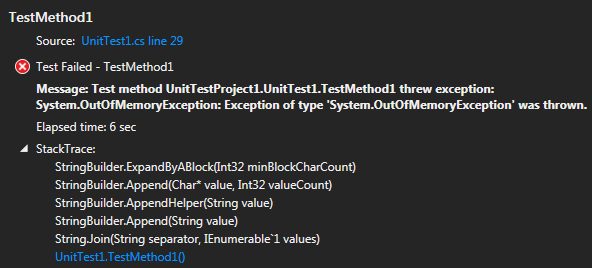 TestMethod1
Source: UnitTest1.cs line 29
Test Failed - TestMethod1
Message: Test method UnitTestProject1.UnitTest1.TestMethod1 threw exception:
System.OutOfMemoryException: Exception of type 'System.OutOfMemoryException' was thrown.
Elapsed time: 6 sec
StackTrace:
StringBuilder.ExpandByABlock(Int32 minBlockCharCount)
StringBuilder.Append(Char* value, Int32 valueCount)
StringBuilder.AppendHelper(String value)
StringBuilder.Append(String value)
String.Join(String separator, IEnumerable`1 values)
UnitTest1.TestMethod1()